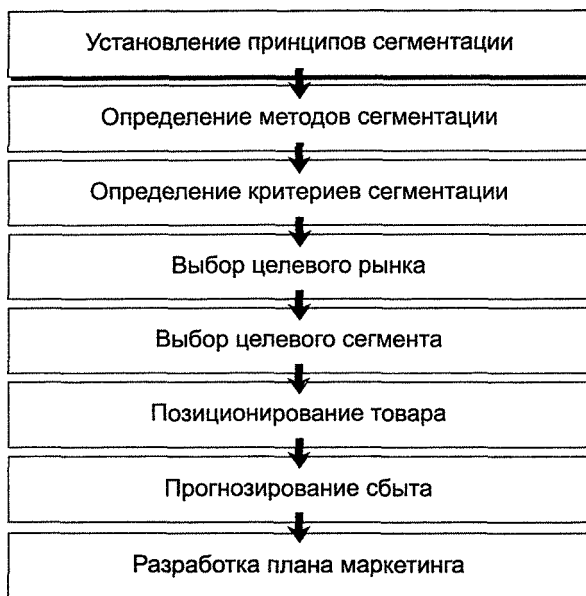 Установление принципов сегментации
Определение методов сегментации
Определение критериев сегментации
Выбор целевого рынка
Выбор целевого сегмента
Позиционирование товара
Прогнозирование сбыта
Разработка плана маркетинга